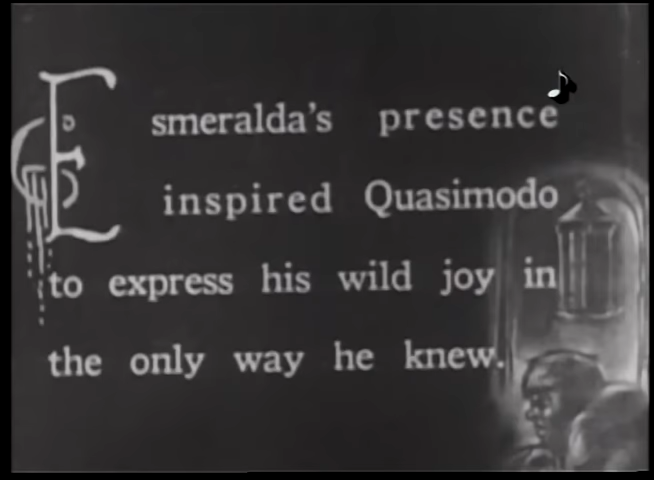 Esmeralda's presence
inspired Quasimodo
to express his wild joy in
the only way he knew.